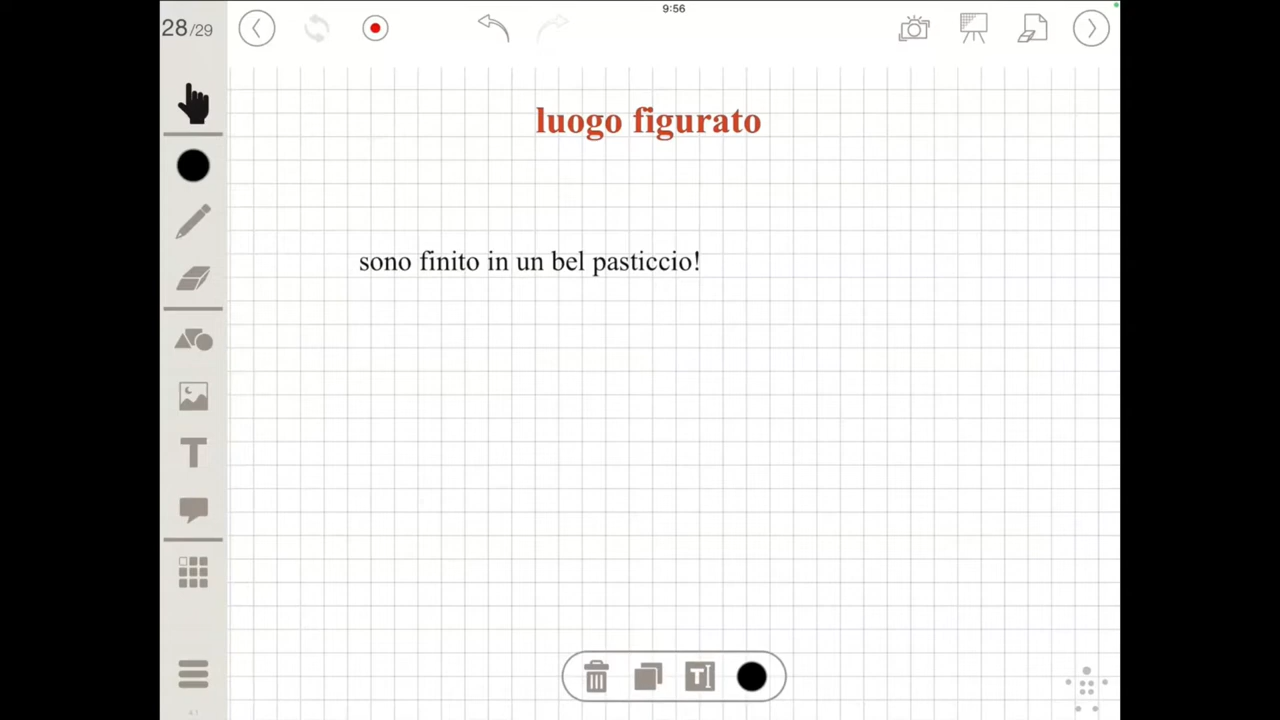 9:56
28/29
luogo figurato
sono finito in un bel pasticcio!